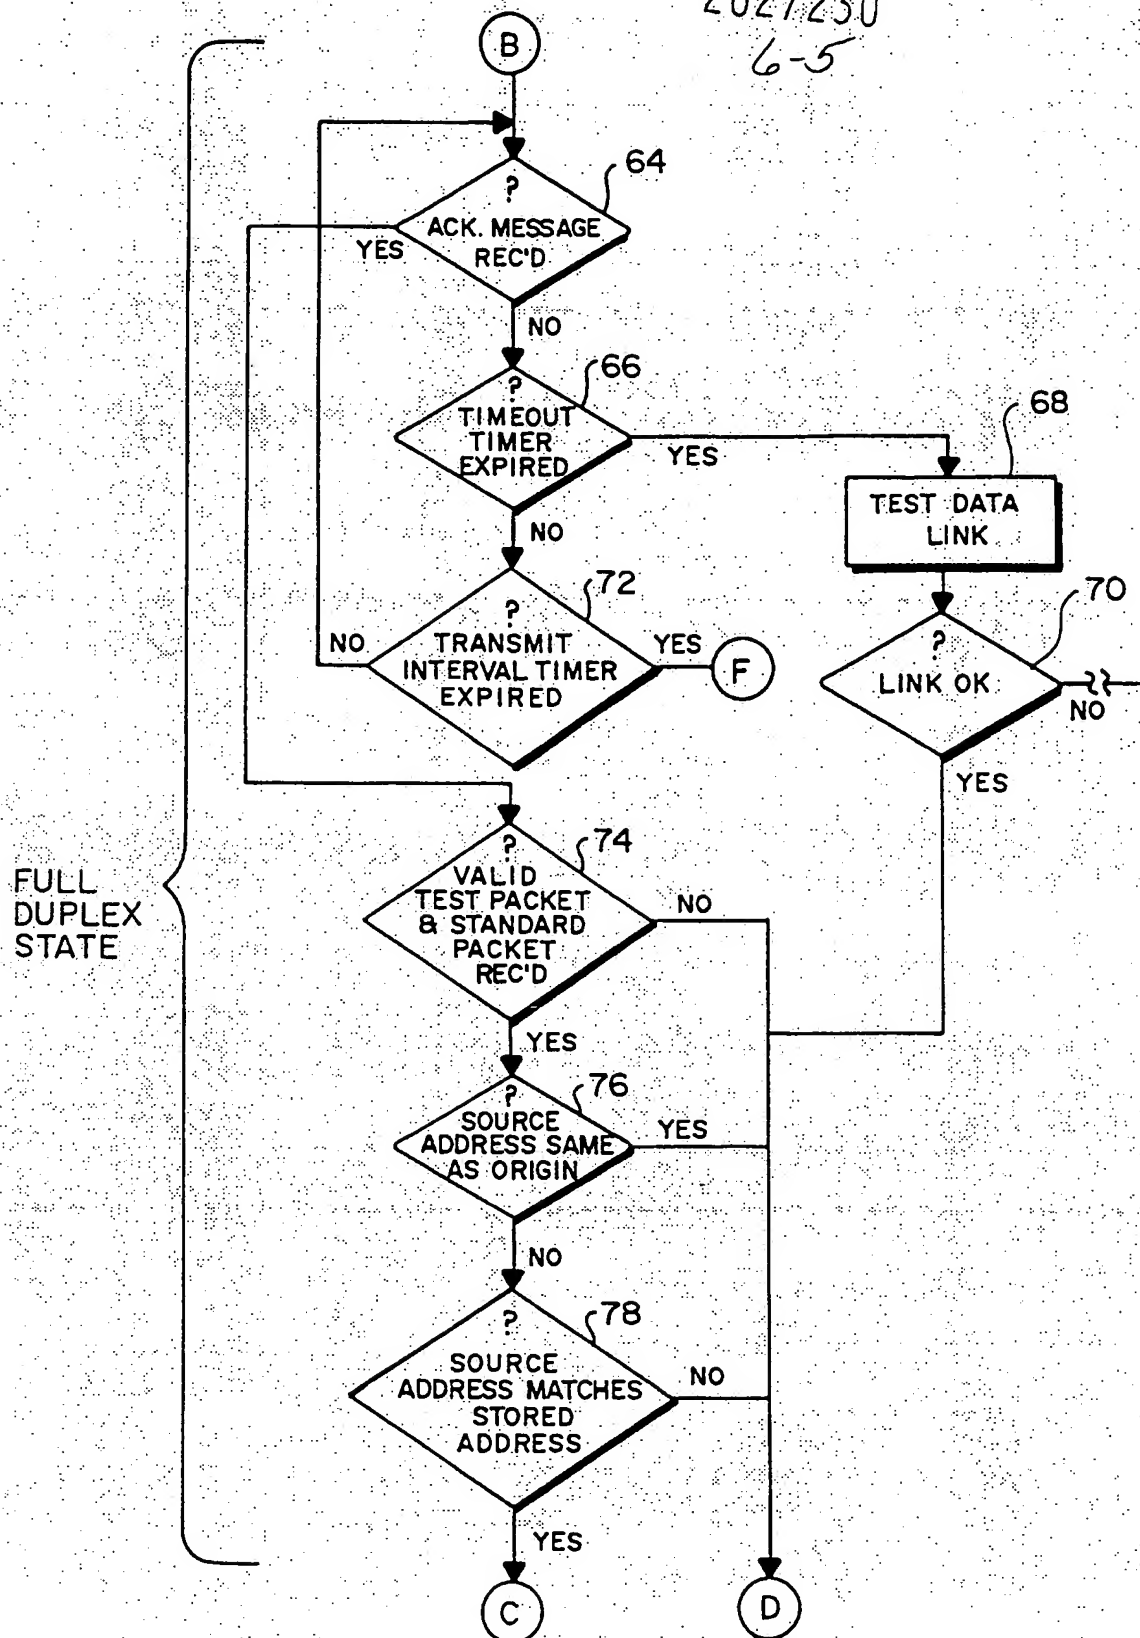 2027250
6-5
B
64
?
ACK. MESSAGE
REC'D
YES
NO
66
?
TIMEOUT
TIMER
EXPIRED
YES
68
TEST DATA
LINK
NO
72
?
TRANSMIT
INTERVAL TIMER
EXPIRED
NO
YES
F
70
?
LINK OK
NO
YES
74
?
VALID
TEST PACKET
& STANDARD
PACKET
REC'D
NO
FULL
DUPLEX
STATE
YES
76
?
SOURCE
ADDRESS SAME
AS ORIGIN
YES
NO
78
?
SOURCE
ADDRESS MATCHES
STORED
ADDRESS
NO
YES
C
D